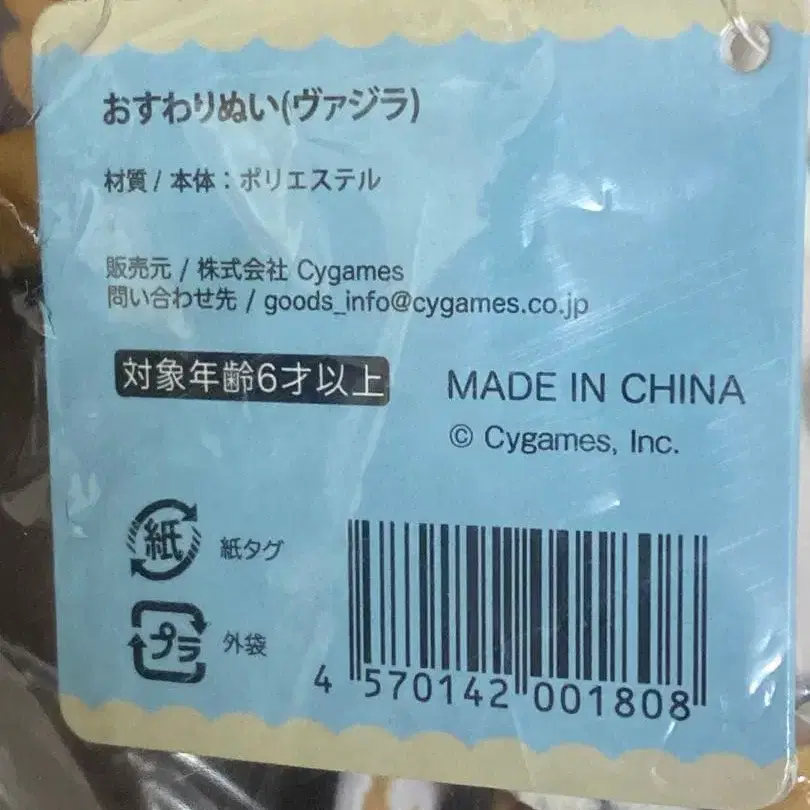 おすわりぬい(ヴァジラ)
材質 / 本体：ポリエステル
販売元 / 株式会社 Cygames
問い合わせ先 / goods_info@cygames.co.jp
対象年齢6才以上
MADE IN CHINA
© Cygames, Inc.
紙 紙タグ
プラ 外袋
4 570142 001808